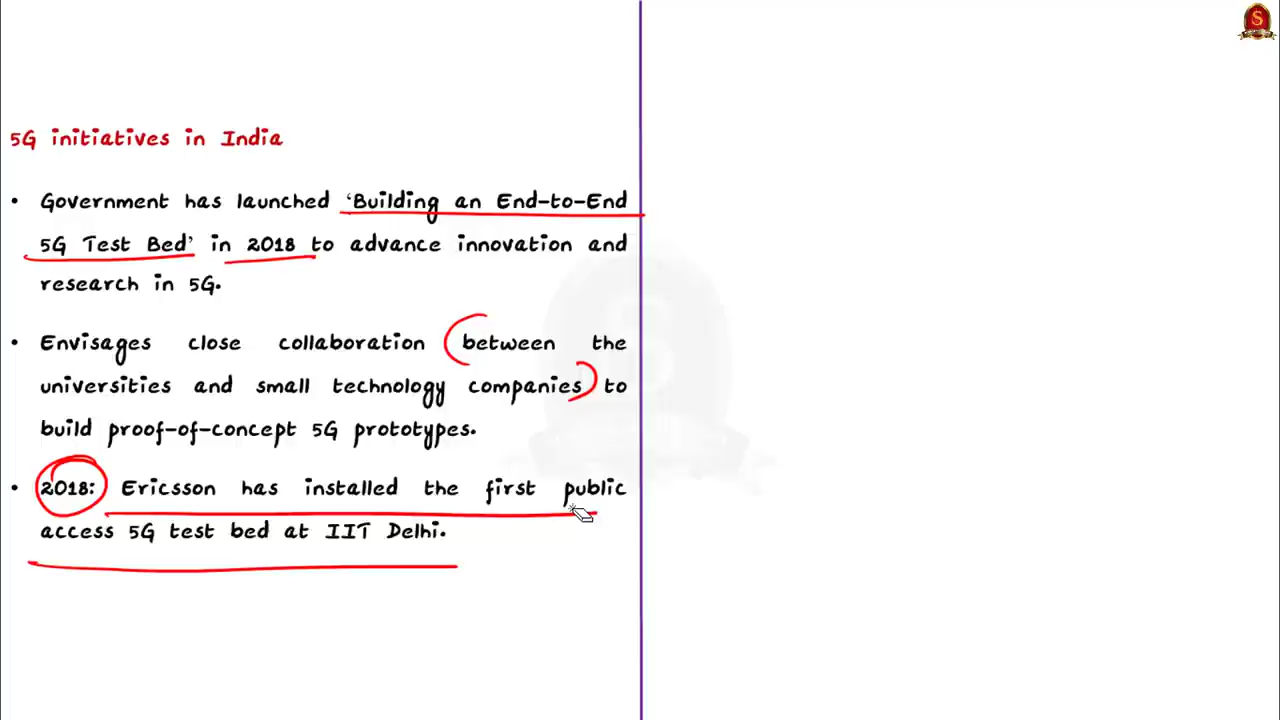 5G initiatives in India
• Government has launched ‘Building an End-to-End
5G Test Bed’ in 2018 to advance innovation and
research in 5G.
• Envisages close collaboration between the
universities and small technology companies to
build proof-of-concept 5G prototypes.
• 2018: Ericsson has installed the first public
access 5G test bed at IIT Delhi.
S